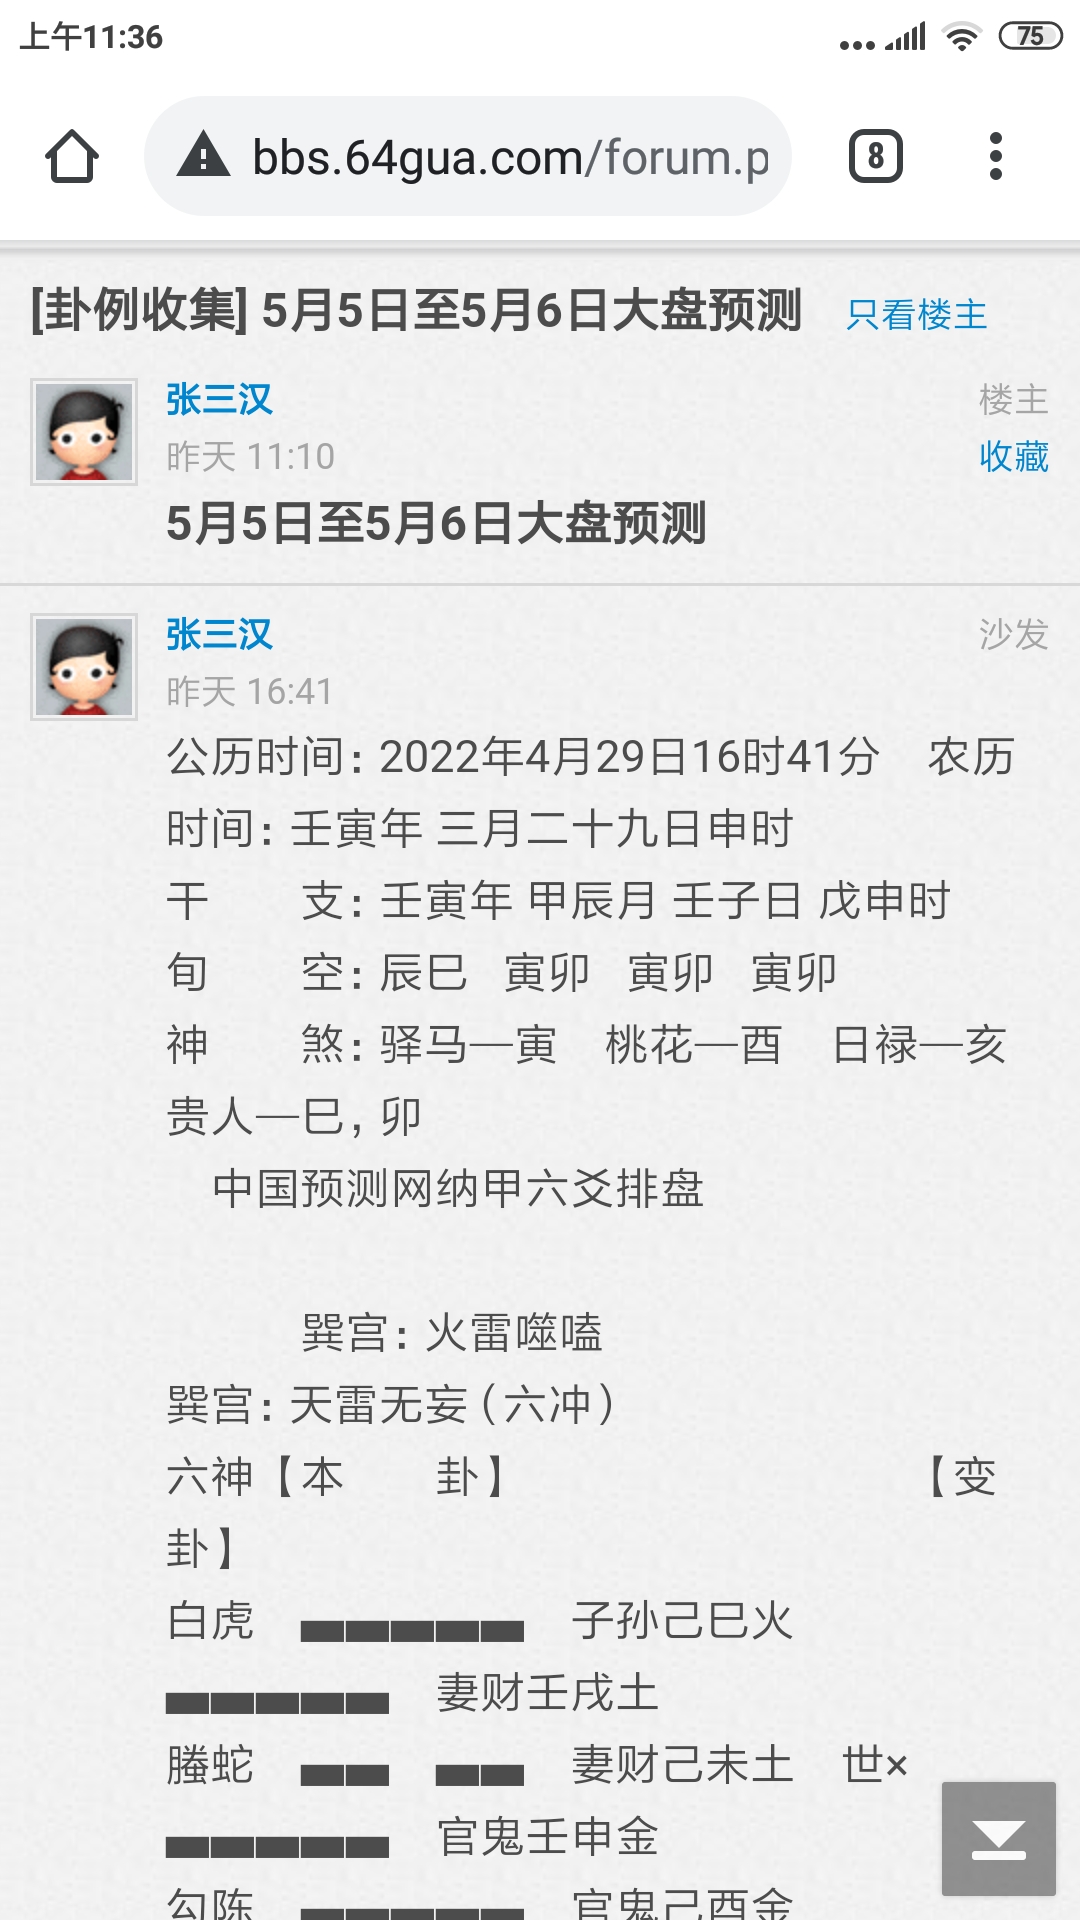 上午11:36
75
bbs.64gua.com/forum.p
8
[卦例收集] 5月5日至5月6日大盘预测 只看楼主
张三汉 楼主
昨天 11:10 收藏
5月5日至5月6日大盘预测
张三汉 沙发
昨天 16:41
公历时间：2022年4月29日16时41分　农历
时间：壬寅年 三月二十九日申时
干　　支：壬寅年 甲辰月 壬子日 戊申时
旬　　空：辰巳 寅卯 寅卯 寅卯
神　　煞：驿马—寅　桃花—酉　日禄—亥
贵人—巳，卯
中国预测网纳甲六爻排盘
巽宫：火雷噬嗑
巽宫：天雷无妄（六冲）
六神【本　　卦】　　【变
卦】
白虎　▅▅▅▅▅　子孙己巳火
▅▅▅▅▅　妻财壬戌土
螣蛇　▅▅　▅▅　妻财己未土　世×
▅▅▅▅▅　官鬼壬申金
勾陈　▅▅▅▅▅　官鬼己酉金